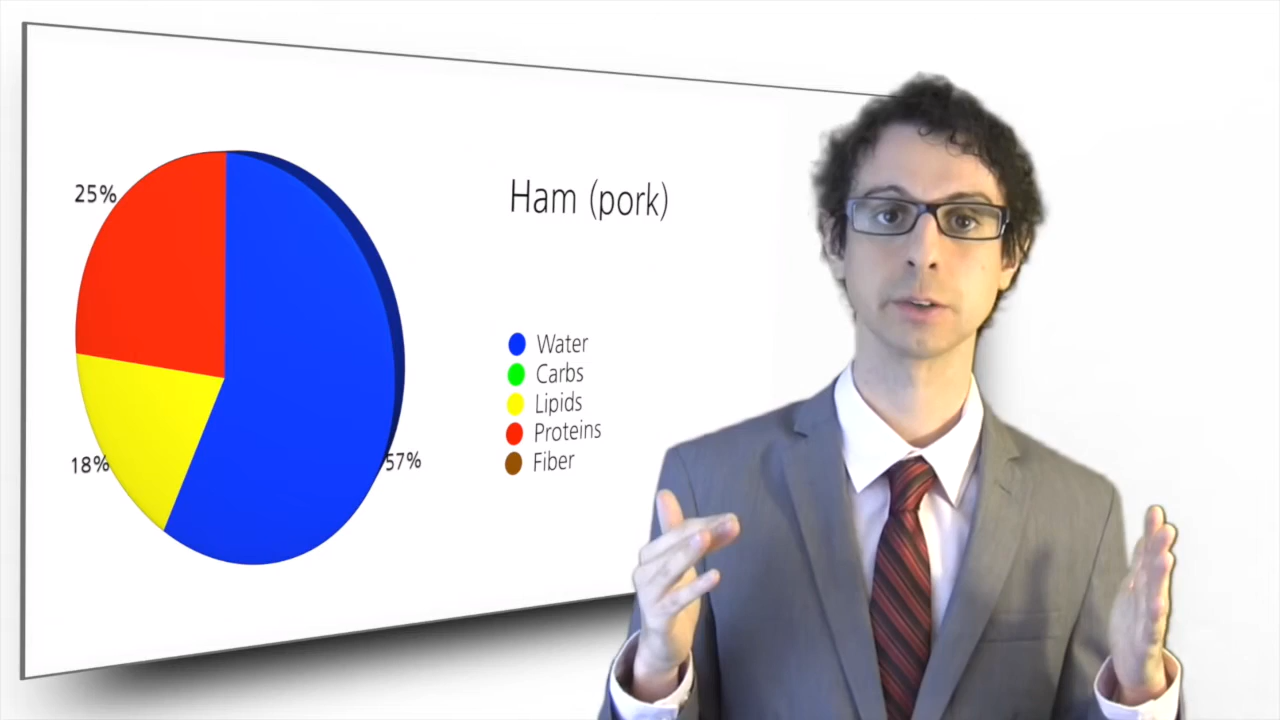 25%
Ham (pork)
Water
Carbs
Lipids
Proteins
Fiber
18%
57%